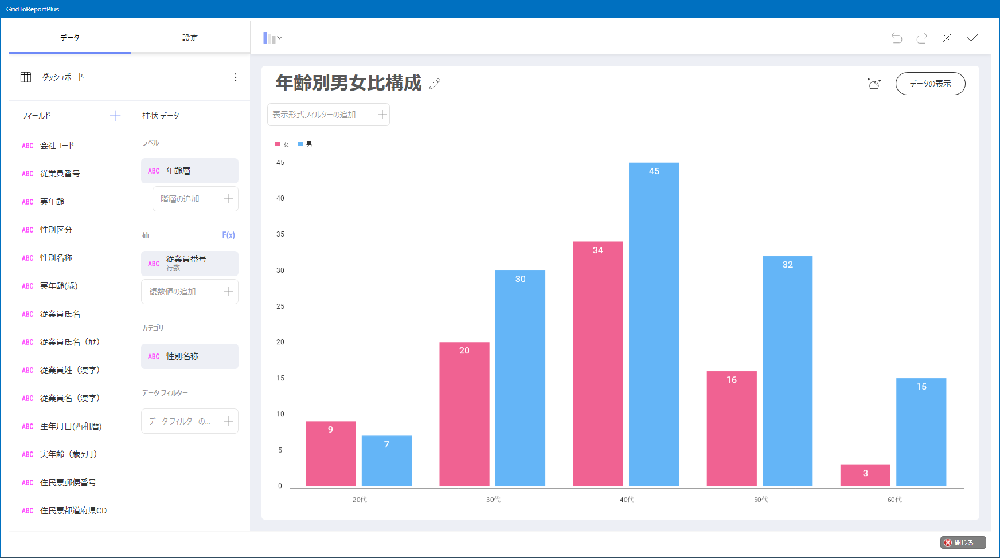 GridToReportPlus
データ
設定
ダッシュボード
フィールド
ABC 会社コード
ABC 従業員番号
ABC 実年齢
ABC 性別区分
ABC 性別名称
ABC 実年齢(歳)
ABC 従業員氏名
ABC 従業員氏名（ｶﾅ）
ABC 従業員姓（漢字）
ABC 従業員名（漢字）
ABC 生年月日(西和暦)
ABC 実年齢（歳ヶ月）
ABC 住民票郵便番号
ABC 住民票都道府県CD
柱状 データ
ラベル
ABC 年齢層
階層の追加
値 F(x)
ABC 従業員番号
行数
複数値の追加
カテゴリ
ABC 性別名称
データ フィルター
データ フィルターの...
年齢別男女比構成
データの表示
表示形式フィルターの追加
女 男
45
40
35
30
25
20
15
10
5
0
9 7
20 30
34 45
16 32
3 15
20代 30代 40代 50代 60代
閉じる